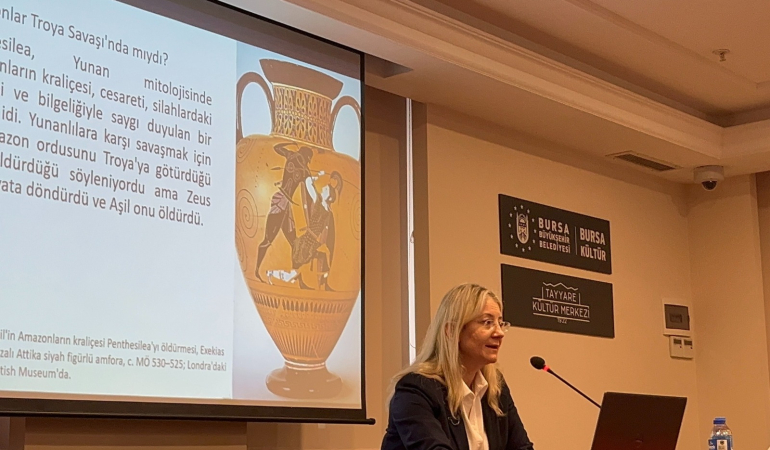 nlar Troya Savaşı'nda mıydı?
esilea, Yunan mitolojisinde
nların kraliçesi, cesareti, silahlardaki
i ve bilgeliğiyle saygı duyulan bir
idi. Yunanlılara karşı savaşmak için
azon ordusunu Troya'ya götürdüğü
ldürdüğü söyleniyordu ama Zeus
yata döndürdü ve Aşil onu öldürdü.
il'in Amazonların kraliçesi Penthesilea'yı öldürmesi, Exekias
zalı Attika siyah figürlü amfora, c. MÖ 530–525; Londra'daki
tish Museum'da.
BURSA
BÜYÜKŞEHİR
BELEDİYESİ
BURSA
KÜLTÜR
TAYYARE
KÜLTÜR MERKEZİ
1932